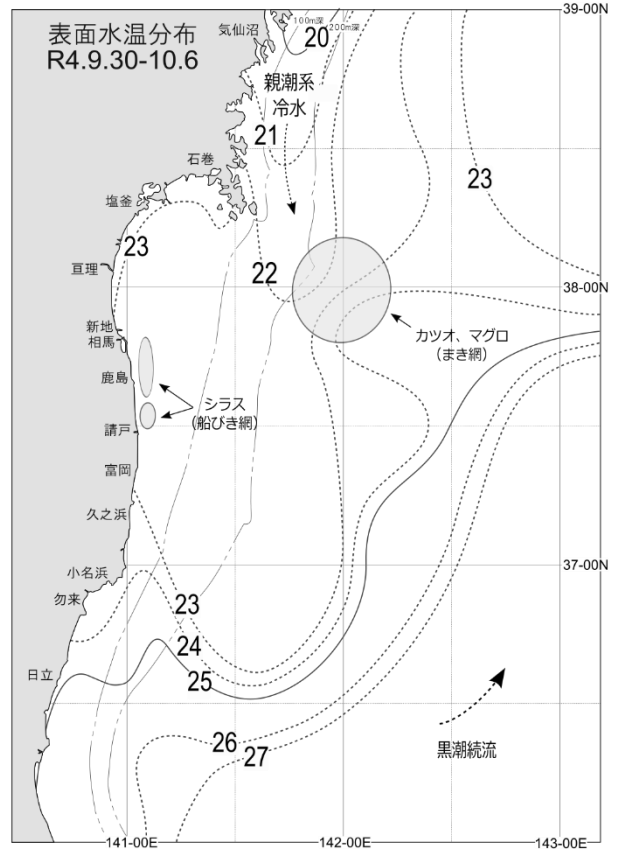 表面水温分布
R4.9.30-10.6
39-00N
気仙沼
100m深
200m深
20
親潮系
冷水
21
石巻
23
塩釜
23
亘理
22
38-00N
新地
相馬
カツオ、マグロ
(まき網)
鹿島
シラス
(船びき網)
請戸
富岡
久之浜
37-00N
小名浜
勿来
23
24
日立
25
26
27
黒潮続流
141-00E
142-00E
143-00E